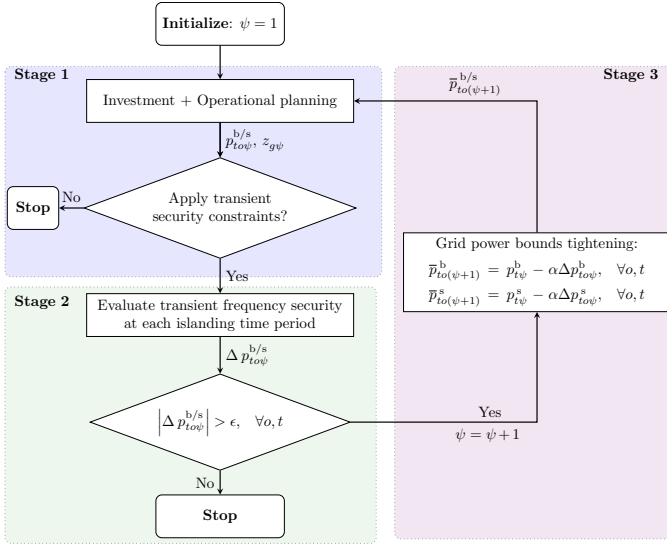 Initialize: ψ = 1
Stage 1
Investment + Operational planning
p^{b/s}_{toψ}, z_{gψ}
Apply transient
security constraints?
No
Stop
Yes
Stage 2
Evaluate transient frequency security
at each islanding time period
Δ p^{b/s}_{toψ}
|Δ p^{b/s}_{toψ}| > ϵ, ∀o, t
No
Stop
Yes
ψ = ψ + 1
Stage 3
p̅^{b/s}_{to(ψ+1)}
Grid power bounds tightening:
p̅^{b}_{to(ψ+1)} = p^{b}_{tψ} − αΔp^{b}_{toψ}, ∀o, t
p̅^{s}_{to(ψ+1)} = p^{s}_{tψ} − αΔp^{s}_{toψ}, ∀o, t